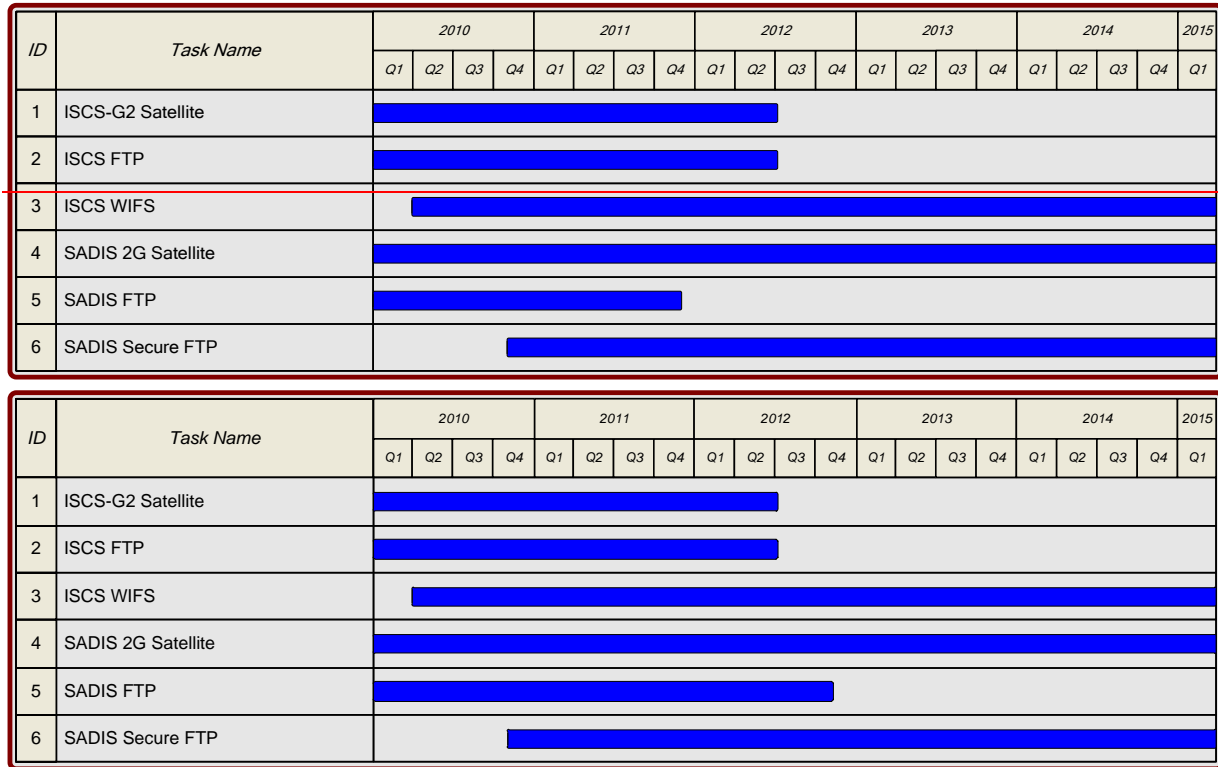 ID Task Name 2010 2011 2012 2013 2014 2015
Q1 Q2 Q3 Q4 Q1 Q2 Q3 Q4 Q1 Q2 Q3 Q4 Q1 Q2 Q3 Q4 Q1 Q2 Q3 Q4 Q1
1 ISCS-G2 Satellite
2 ISCS FTP
3 ISCS WIFS
4 SADIS 2G Satellite
5 SADIS FTP
6 SADIS Secure FTP
ID Task Name 2010 2011 2012 2013 2014 2015
Q1 Q2 Q3 Q4 Q1 Q2 Q3 Q4 Q1 Q2 Q3 Q4 Q1 Q2 Q3 Q4 Q1 Q2 Q3 Q4 Q1
1 ISCS-G2 Satellite
2 ISCS FTP
3 ISCS WIFS
4 SADIS 2G Satellite
5 SADIS FTP
6 SADIS Secure FTP